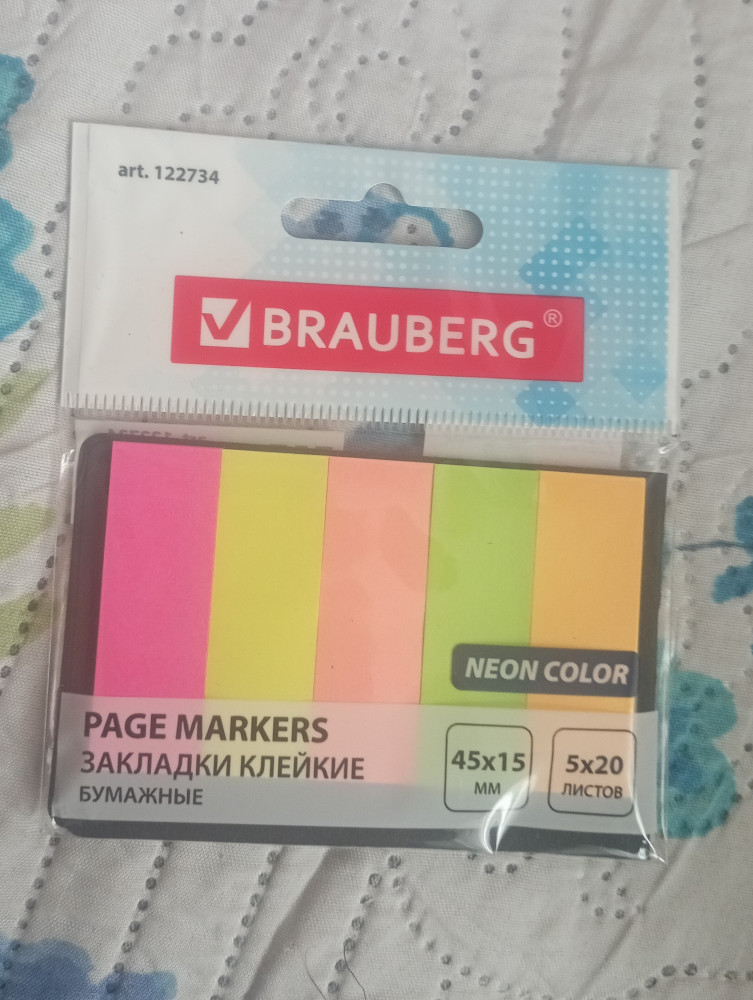 art. 122734
BRAUBERG®
NEON COLOR
PAGE MARKERS
ЗАКЛАДКИ КЛЕЙКИЕ
БУМАЖНЫЕ
45x15
ММ
5x20
ЛИСТОВ